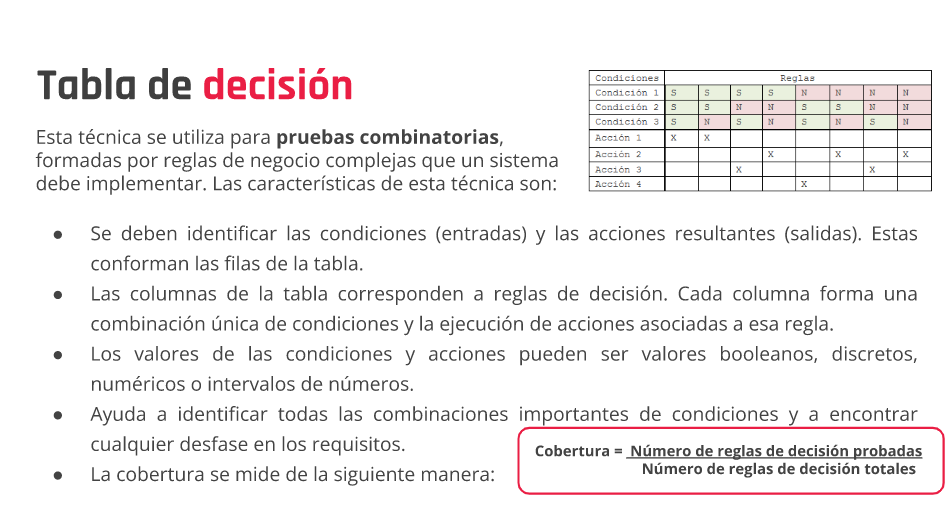 Tabla de decisión
Esta técnica se utiliza para pruebas combinatorias,
formadas por reglas de negocio complejas que un sistema
debe implementar. Las características de esta técnica son:
Condiciones Reglas
Condición 1 S S S S N N N N
Condición 2 S S N N S S N N
Condición 3 S N S N S N S N
Acción 1 X X
Acción 2 X X X
Acción 3 X X
Acción 4 X
● Se deben identificar las condiciones (entradas) y las acciones resultantes (salidas). Estas
conforman las filas de la tabla.
● Las columnas de la tabla corresponden a reglas de decisión. Cada columna forma una
combinación única de condiciones y la ejecución de acciones asociadas a esa regla.
● Los valores de las condiciones y acciones pueden ser valores booleanos, discretos,
numéricos o intervalos de números.
● Ayuda a identificar todas las combinaciones importantes de condiciones y a encontrar
cualquier desfase en los requisitos.
● La cobertura se mide de la siguiente manera:
Cobertura = Número de reglas de decisión probadas
Número de reglas de decisión totales